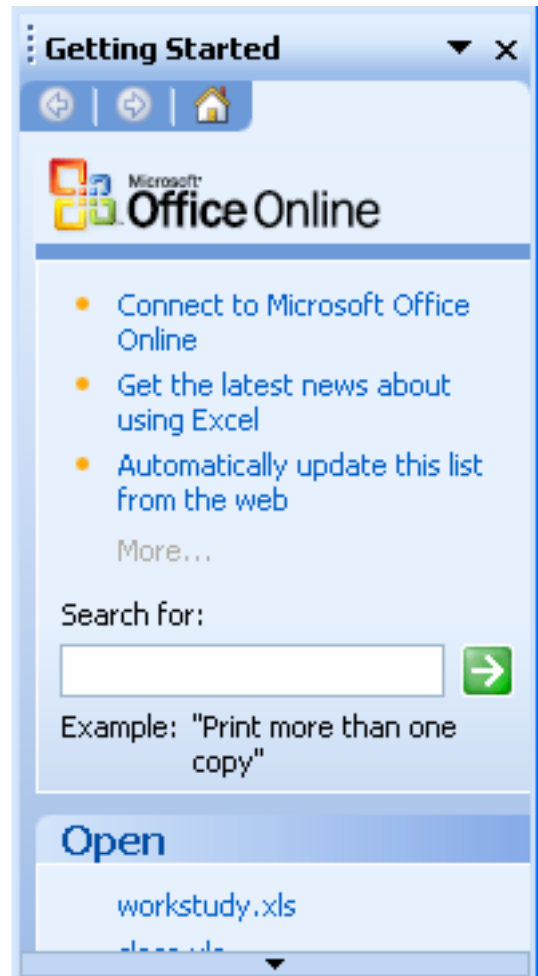 Getting Started
Microsoft
Office Online
Connect to Microsoft Office
Online
Get the latest news about
using Excel
Automatically update this list
from the web
More...
Search for:
Example: "Print more than one
copy"
Open
workstudy.xls